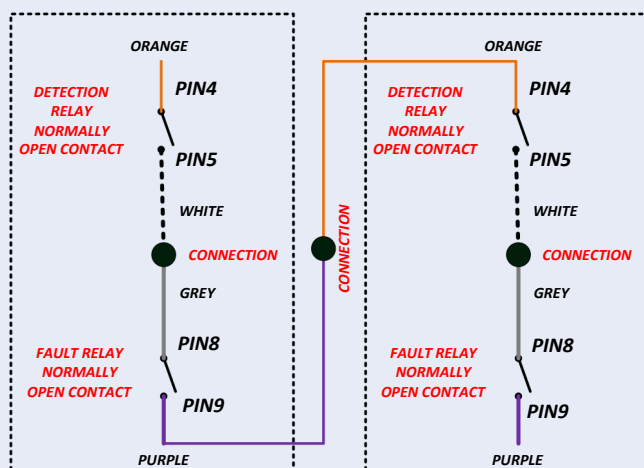 ORANGE
PIN4
DETECTION
RELAY
NORMALLY
OPEN CONTACT
PIN5
WHITE
CONNECTION
GREY
PIN8
FAULT RELAY
NORMALLY
OPEN CONTACT
PIN9
PURPLE
CONNECTION
ORANGE
PIN4
DETECTION
RELAY
NORMALLY
OPEN CONTACT
PIN5
WHITE
CONNECTION
GREY
PIN8
FAULT RELAY
NORMALLY
OPEN CONTACT
PIN9
PURPLE